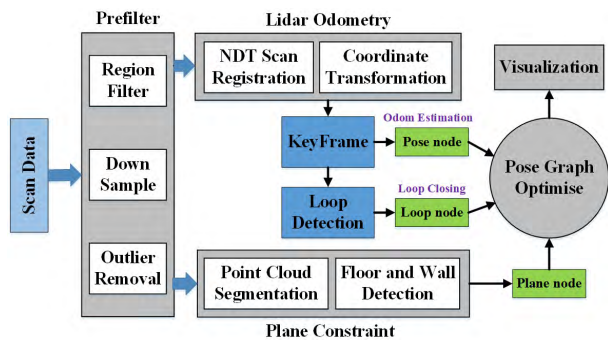 Prefilter
Lidar Odometry
Region
Filter
NDT Scan
Registration
Coordinate
Transformation
Visualization
Scan Data
Down
Sample
Odom Estimation
KeyFrame
Pose node
Pose Graph
Optimise
Loop Closing
Loop
Detection
Loop node
Outlier
Removal
Point Cloud
Segmentation
Floor and Wall
Detection
Plane node
Plane Constraint